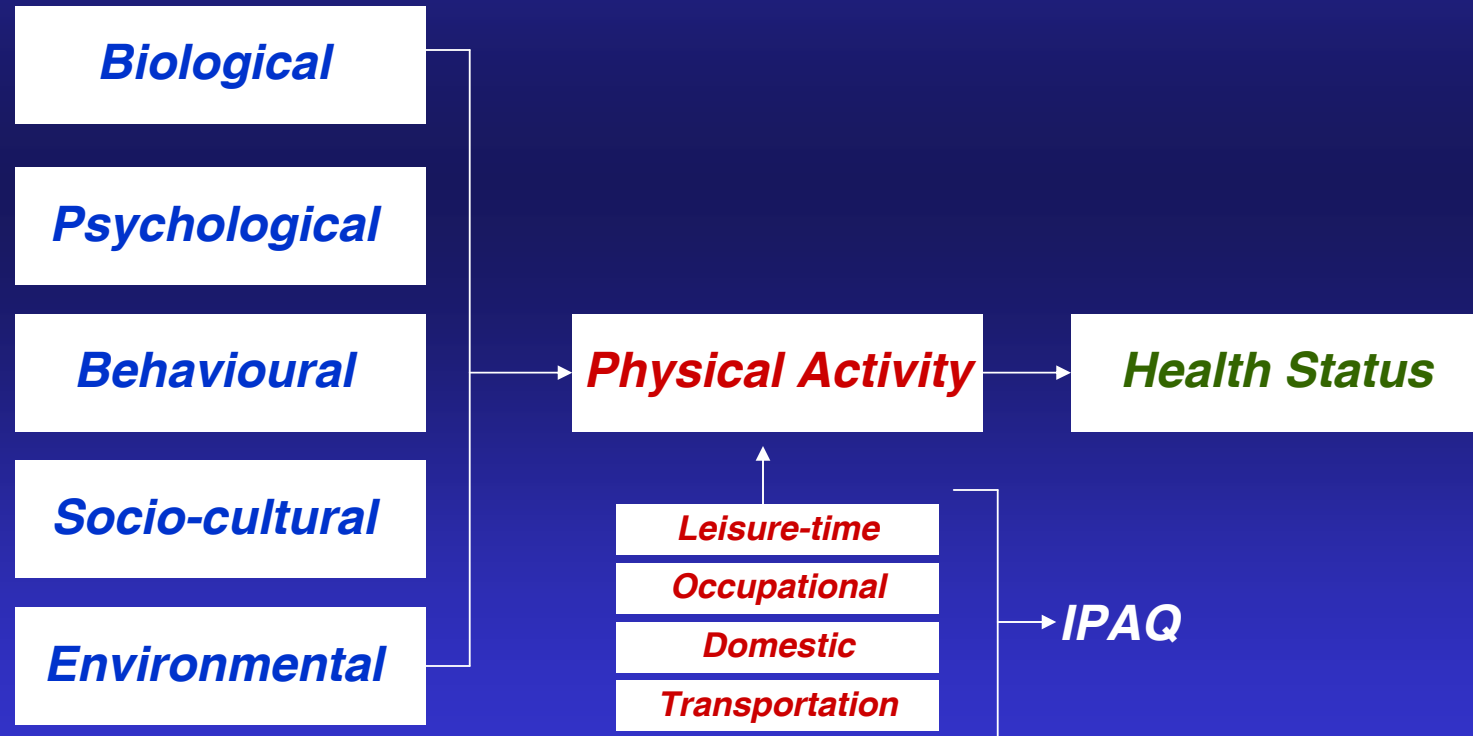 Biological
Psychological
Behavioural
Socio-cultural
Environmental
Physical Activity
Health Status
Leisure-time
Occupational
Domestic
Transportation
IPAQ